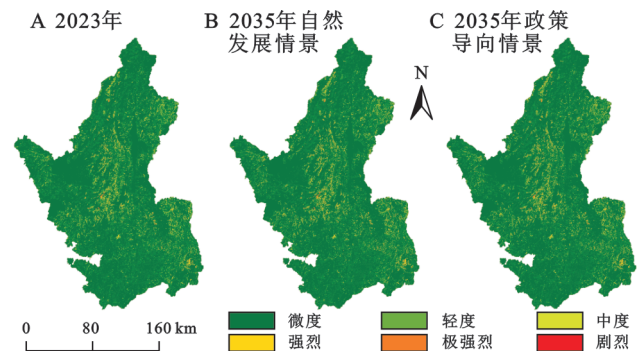 A 2023年
B 2035年自然
发展情景
C 2035年政策
导向情景
N
0 80 160 km
微度 轻度 中度
强烈 极强烈 剧烈